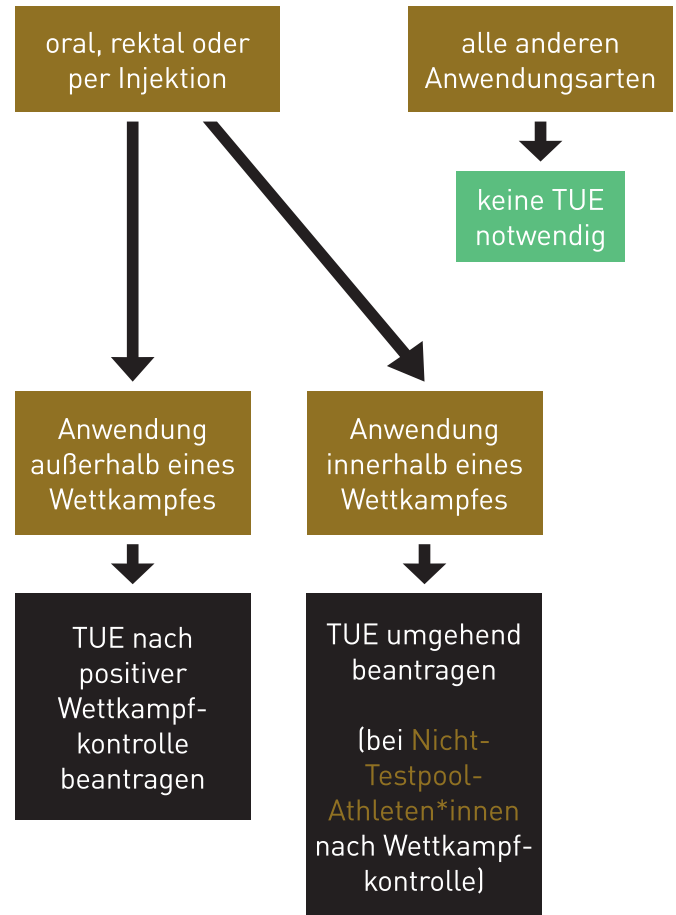 oral, rektal oder
per Injektion
alle anderen
Anwendungsarten
keine TUE
notwendig
Anwendung
außerhalb eines
Wettkampfes
Anwendung
innerhalb eines
Wettkampfes
TUE nach
positiver
Wettkampf-
kontrolle
beantragen
TUE umgehend
beantragen
(bei Nicht-
Testpool-
Athleten*innen
nach Wettkampf-
kontrolle)